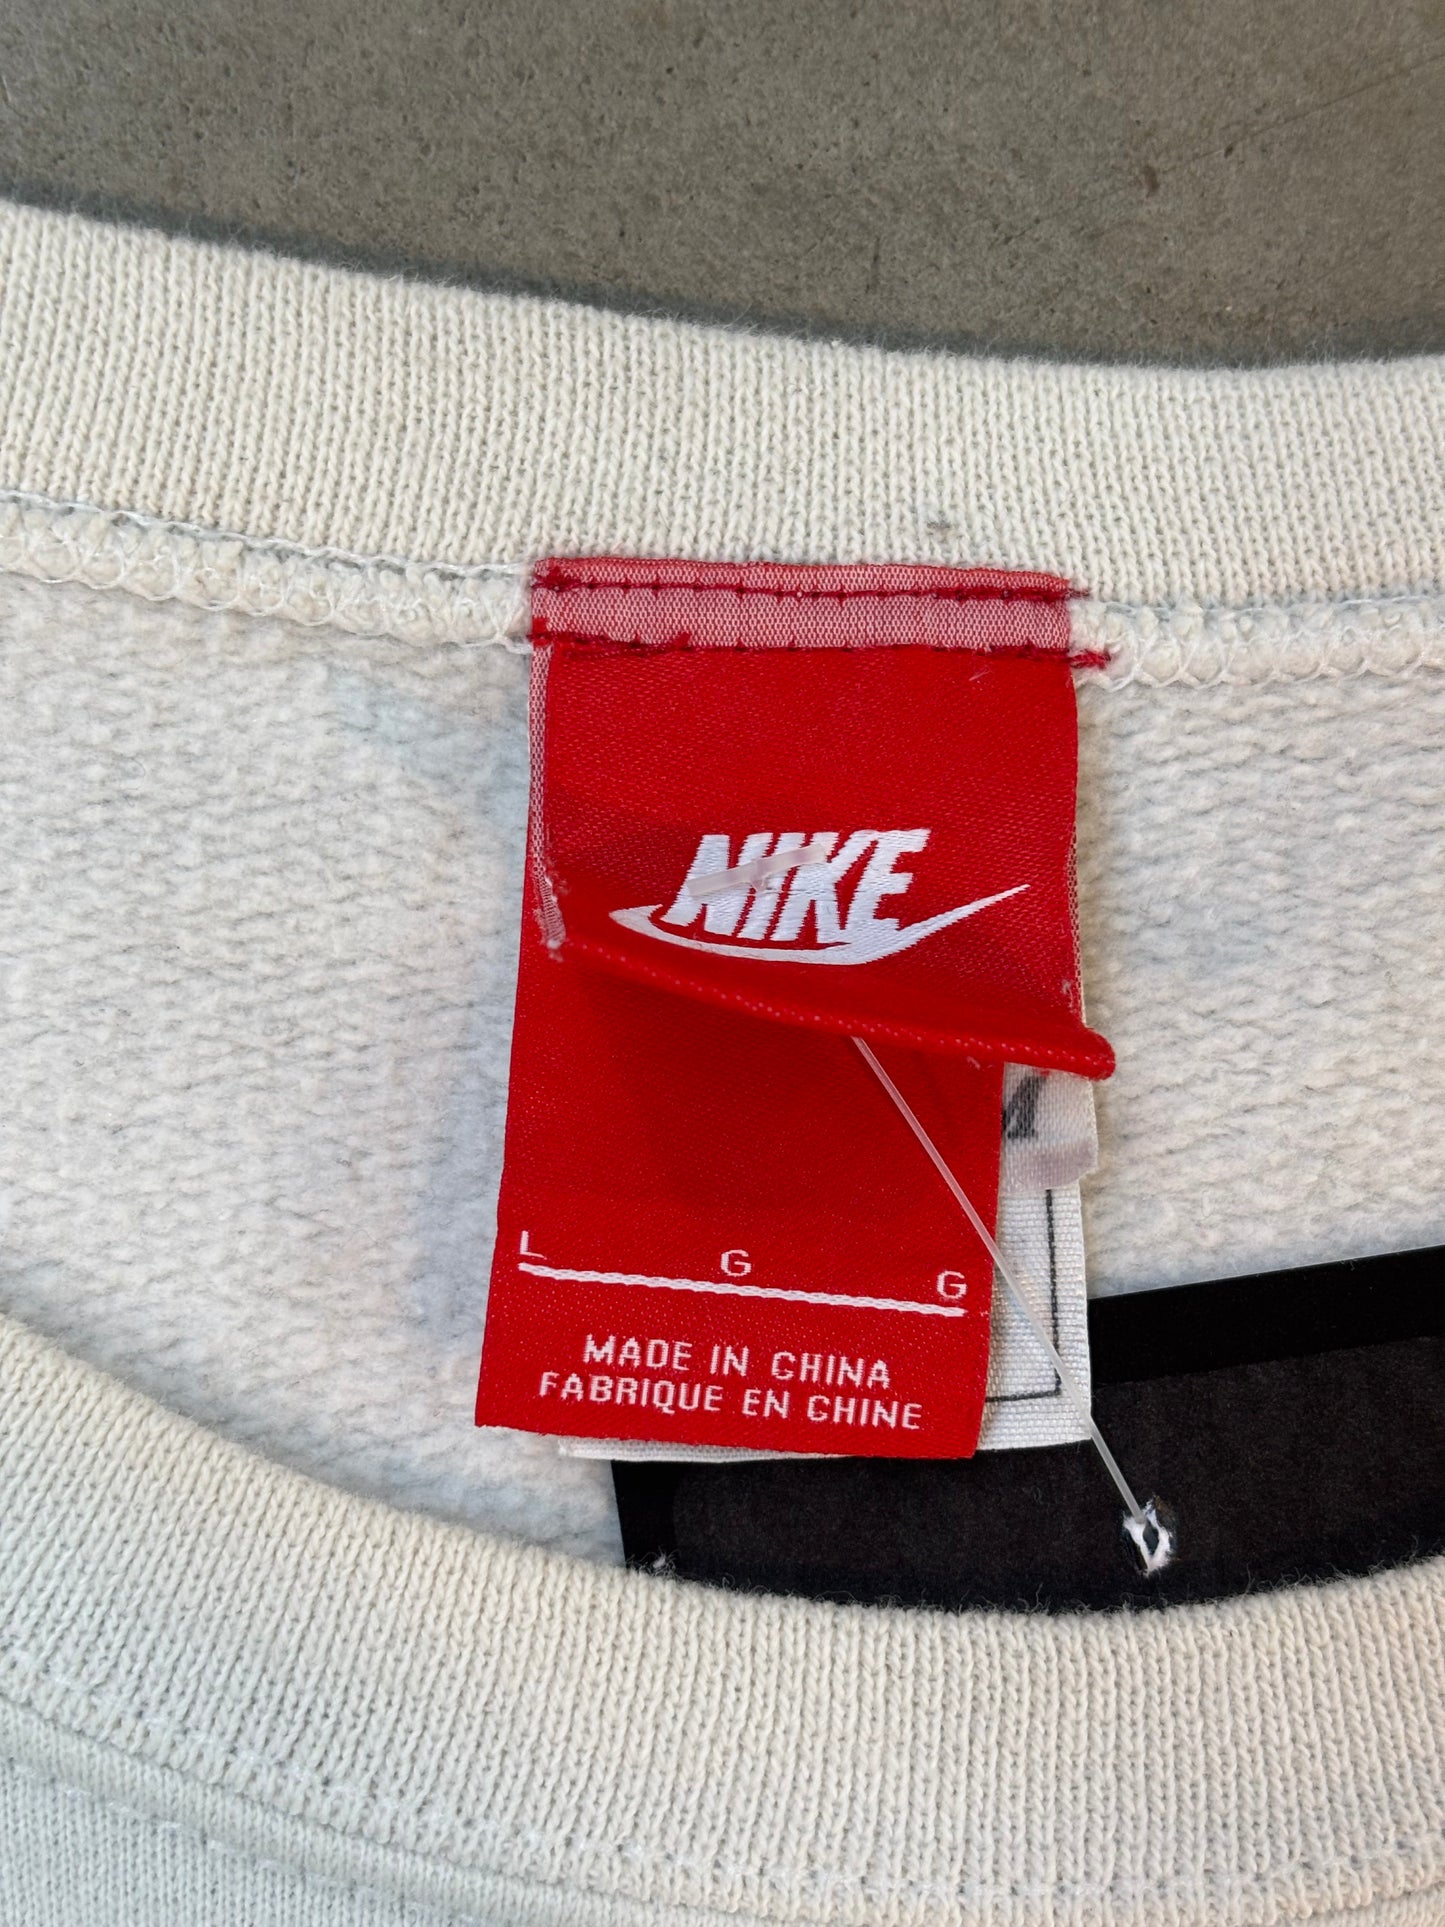 NIKE
L G G
MADE IN CHINA
FABRIQUE EN CHINE